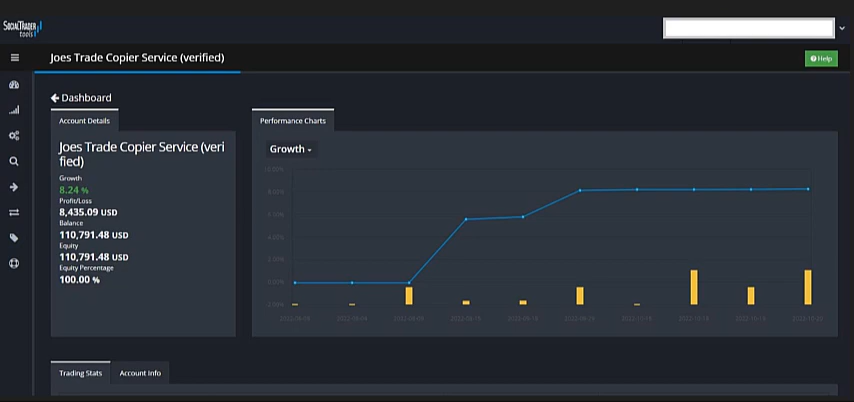 SOCIALTRADER
tools
Joes Trade Copier Service (verified)
Help
Dashboard
Account Details
Performance Charts
Joes Trade Copier Service (veri
fied)
Growth
8.24 %
Profit/Loss
8,435.09 USD
Balance
110,791.48 USD
Equity
110,791.48 USD
Equity Percentage
100.00 %
Growth
Trading Stats
Account Info